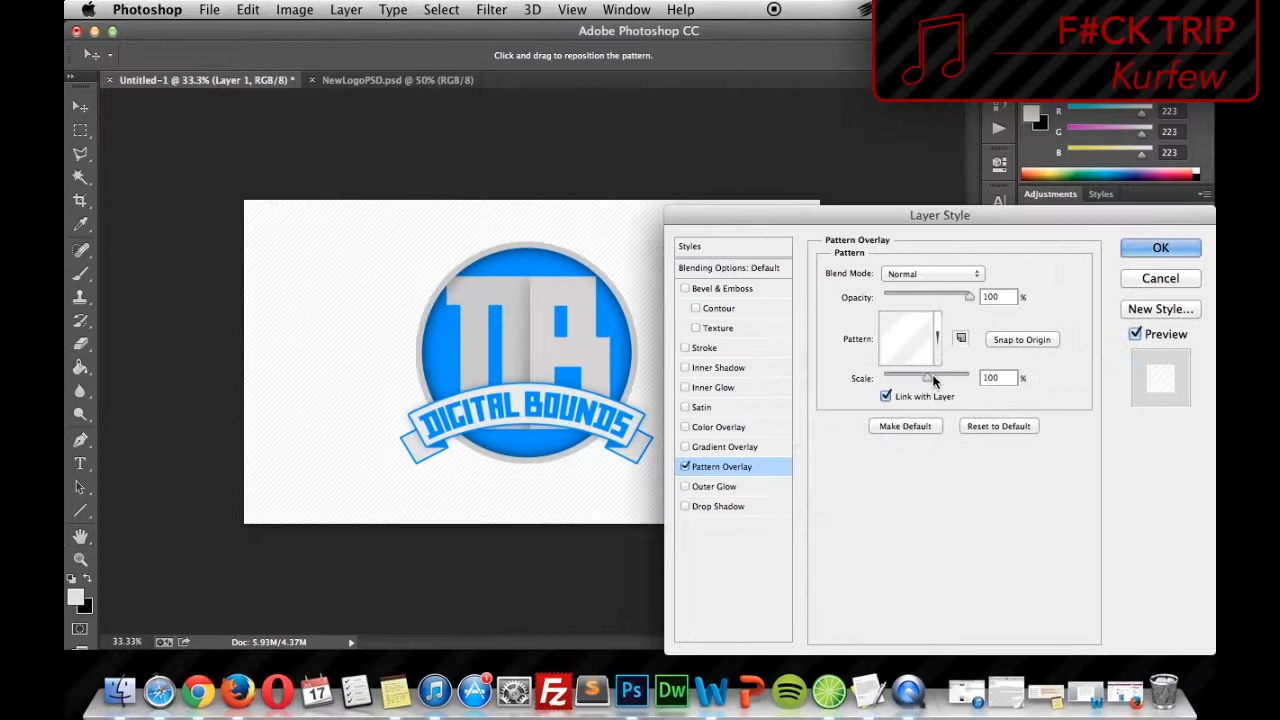 Photoshop File Edit Image Layer Type Select Filter 3D View Window Help
F#CK TRIP
Kurfew
Adobe Photoshop CC
Click and drag to reposition the pattern.
Untitled-1 @ 33.3% (Layer 1, RGB/8) * NewLogoPSD.psd @ 50% (RGB/8)
R 223
G 223
B 223
Adjustments Styles
Layer Style
Styles
Blending Options: Default
Bevel & Emboss
Contour
Texture
Stroke
Inner Shadow
Inner Glow
Satin
Color Overlay
Gradient Overlay
Pattern Overlay
Outer Glow
Drop Shadow
Pattern Overlay
Pattern
Blend Mode: Normal
Opacity: 100 %
Pattern: Snap to Origin
Scale: 100 %
Link with Layer
Make Default Reset to Default
OK
Cancel
New Style...
Preview
DIGITAL BOUNDS
33.33% Doc: 5.93M/4.37M
17
Fz S Ps Dw W P